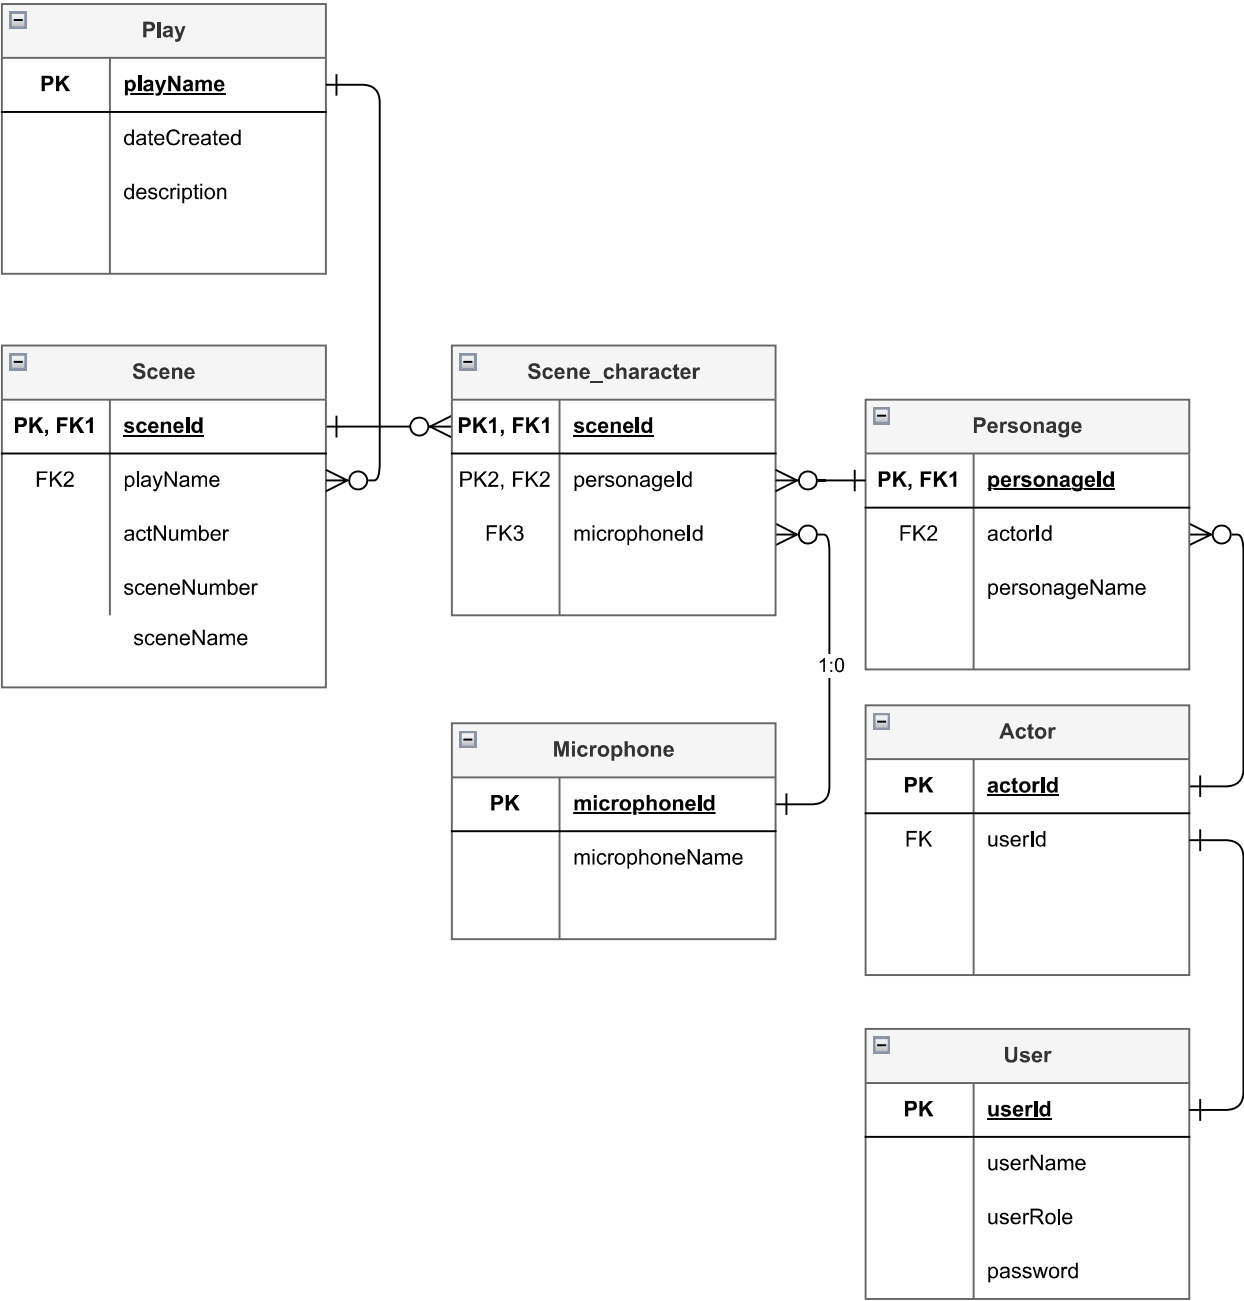 Play
PK playName
dateCreated
description
Scene
PK, FK1 sceneId
FK2 playName
actNumber
sceneNumber
sceneName
Scene_character
PK1, FK1 sceneId
PK2, FK2 personageId
FK3 microphoneId
1:0
Microphone
PK microphoneId
microphoneName
Personage
PK, FK1 personageId
FK2 actorId
personageName
Actor
PK actorId
FK userId
User
PK userId
userName
userRole
password